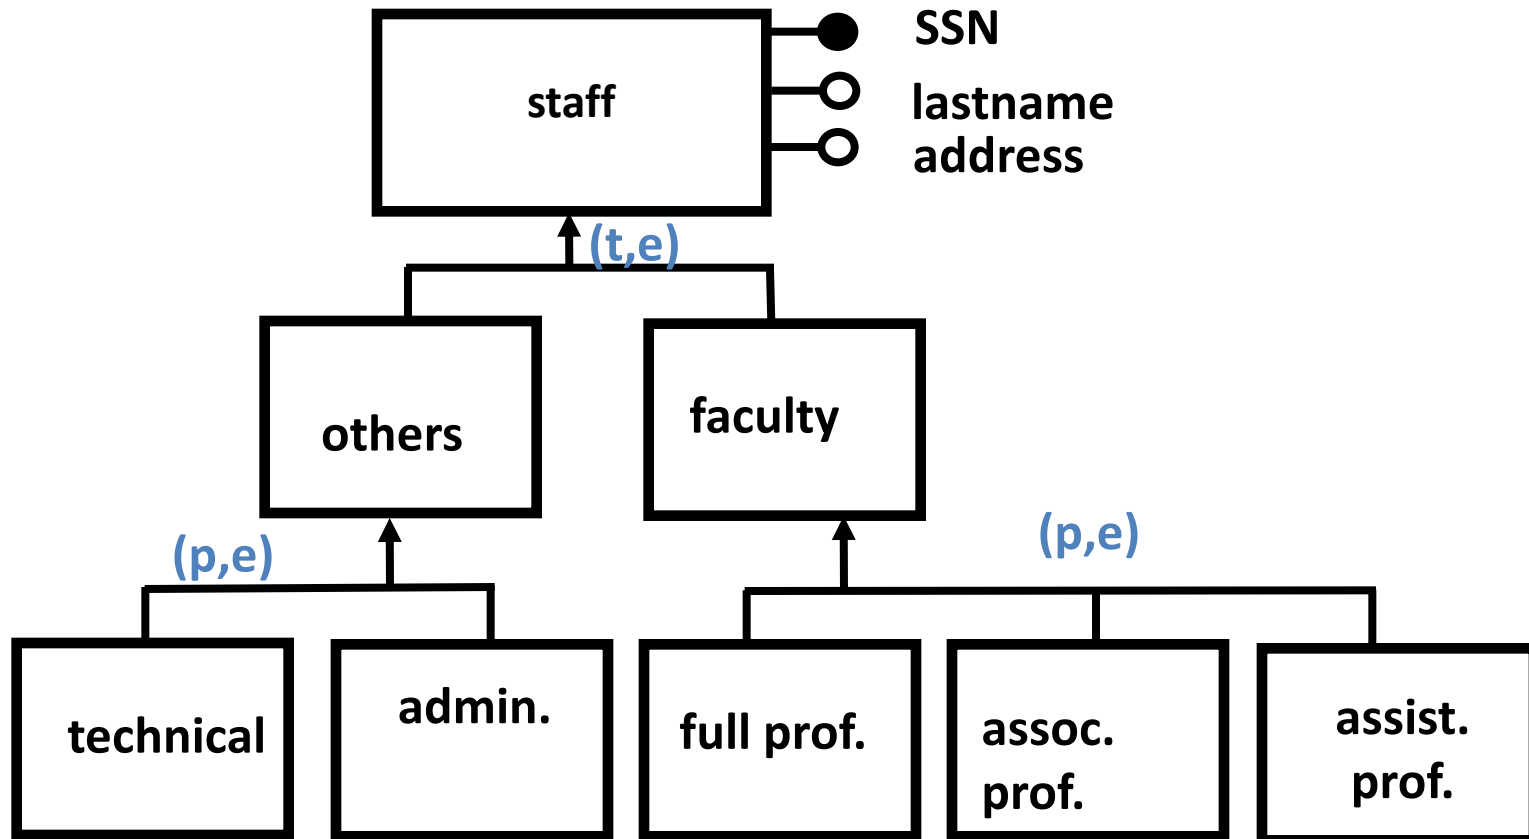 SSN
staff
lastname
address
(t,e)
others
faculty
(p,e)
(p,e)
technical
admin.
full prof.
assoc.
prof.
assist.
prof.